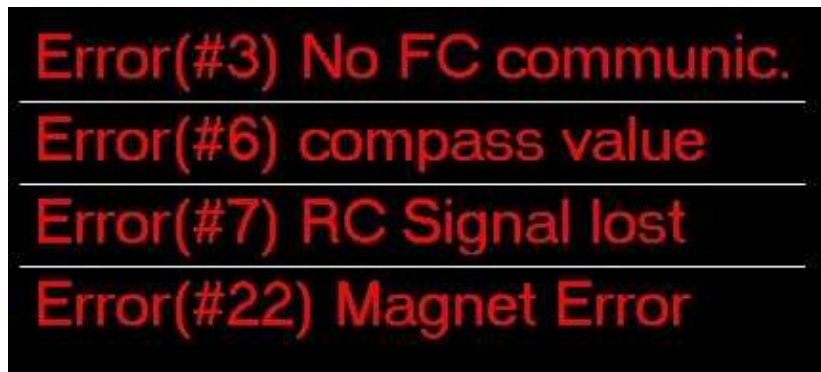 Error(#3) No FC communic.
Error(#6) compass value
Error(#7) RC Signal lost
Error(#22) Magnet Error